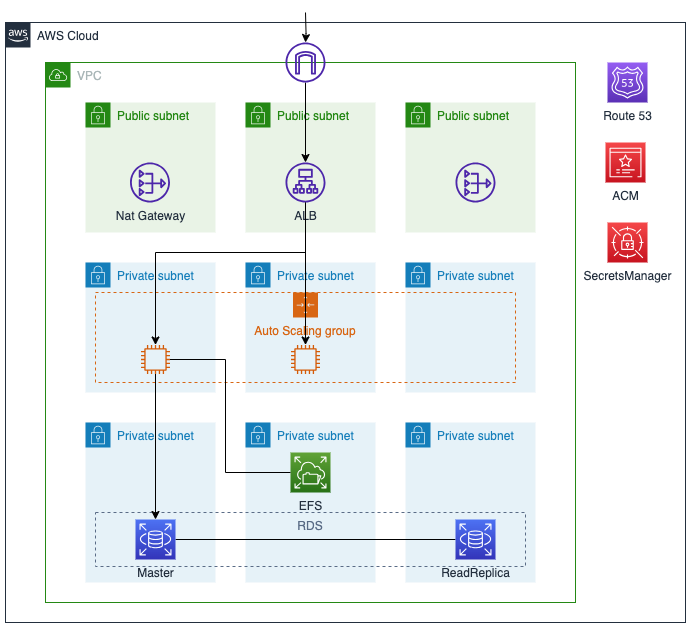 aws
AWS Cloud
VPC
Public subnet
Public subnet
Public subnet
53
Route 53
Nat Gateway
ALB
ACM
SecretsManager
Private subnet
Private subnet
Private subnet
Auto Scaling group
Private subnet
Private subnet
Private subnet
EFS
RDS
Master
ReadReplica